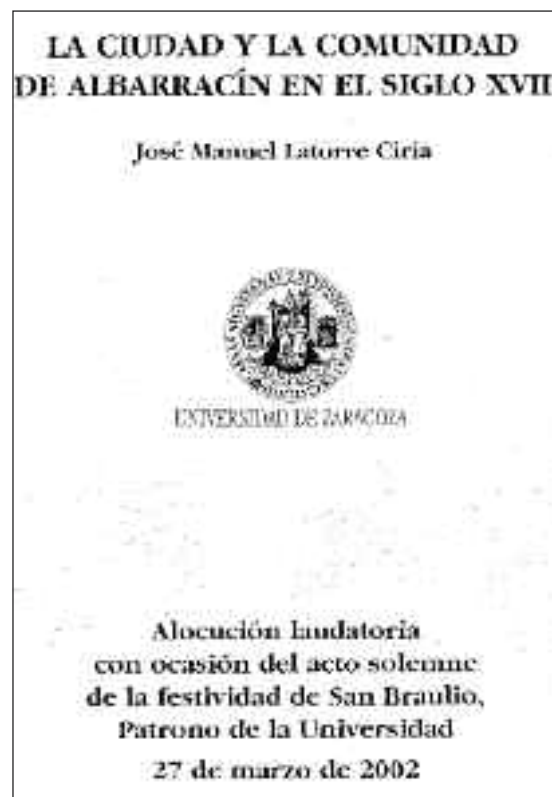 LA CIUDAD Y LA COMUNIDAD
DE ALBARRACÍN EN EL SIGLO XVII
José Manuel Latorre Ciria
UNIVERSIDAD DE ZARAGOZA
Alocución laudatoria
con ocasión del acto solemne
de la festividad de San Braulio,
Patrono de la Universidad
27 de marzo de 2002